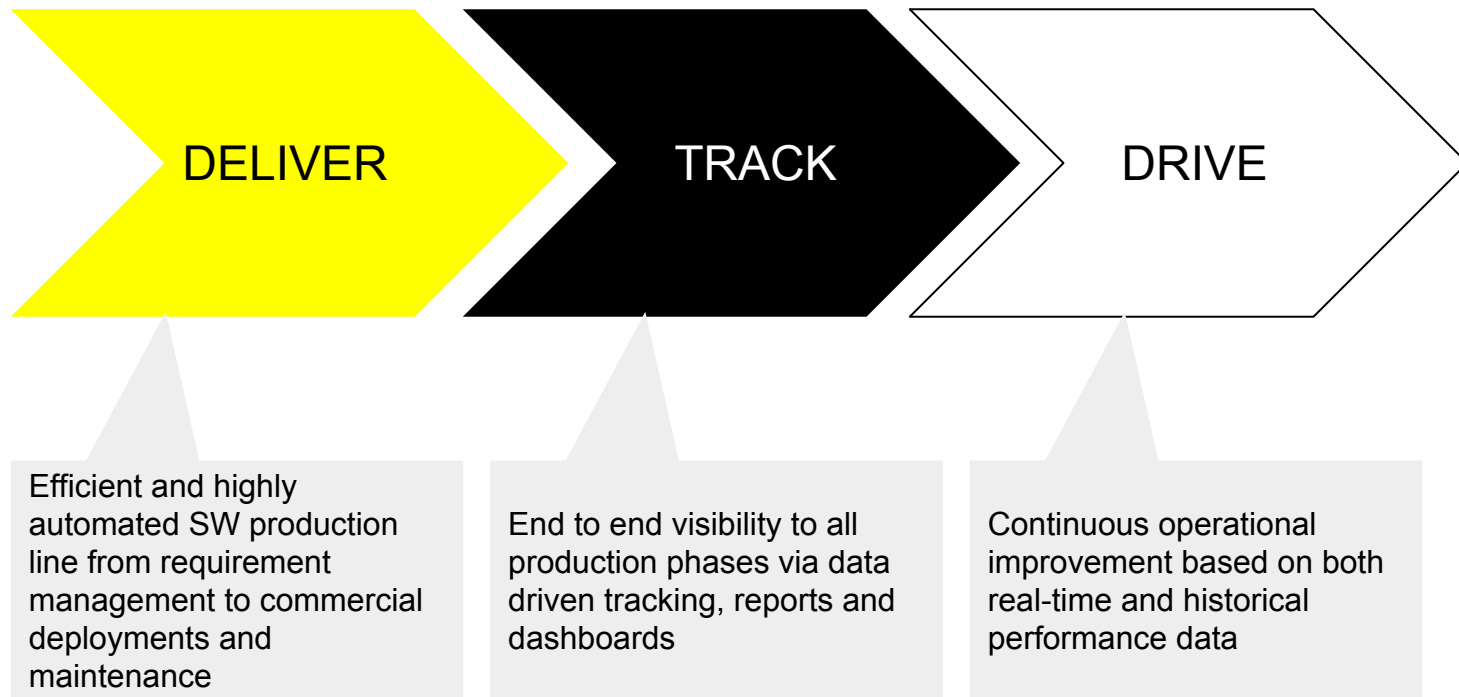 DELIVER
TRACK
DRIVE
Efficient and highly
automated SW production
line from requirement
management to commercial
deployments and
maintenance
End to end visibility to all
production phases via data
driven tracking, reports and
dashboards
Continuous operational
improvement based on both
real-time and historical
performance data